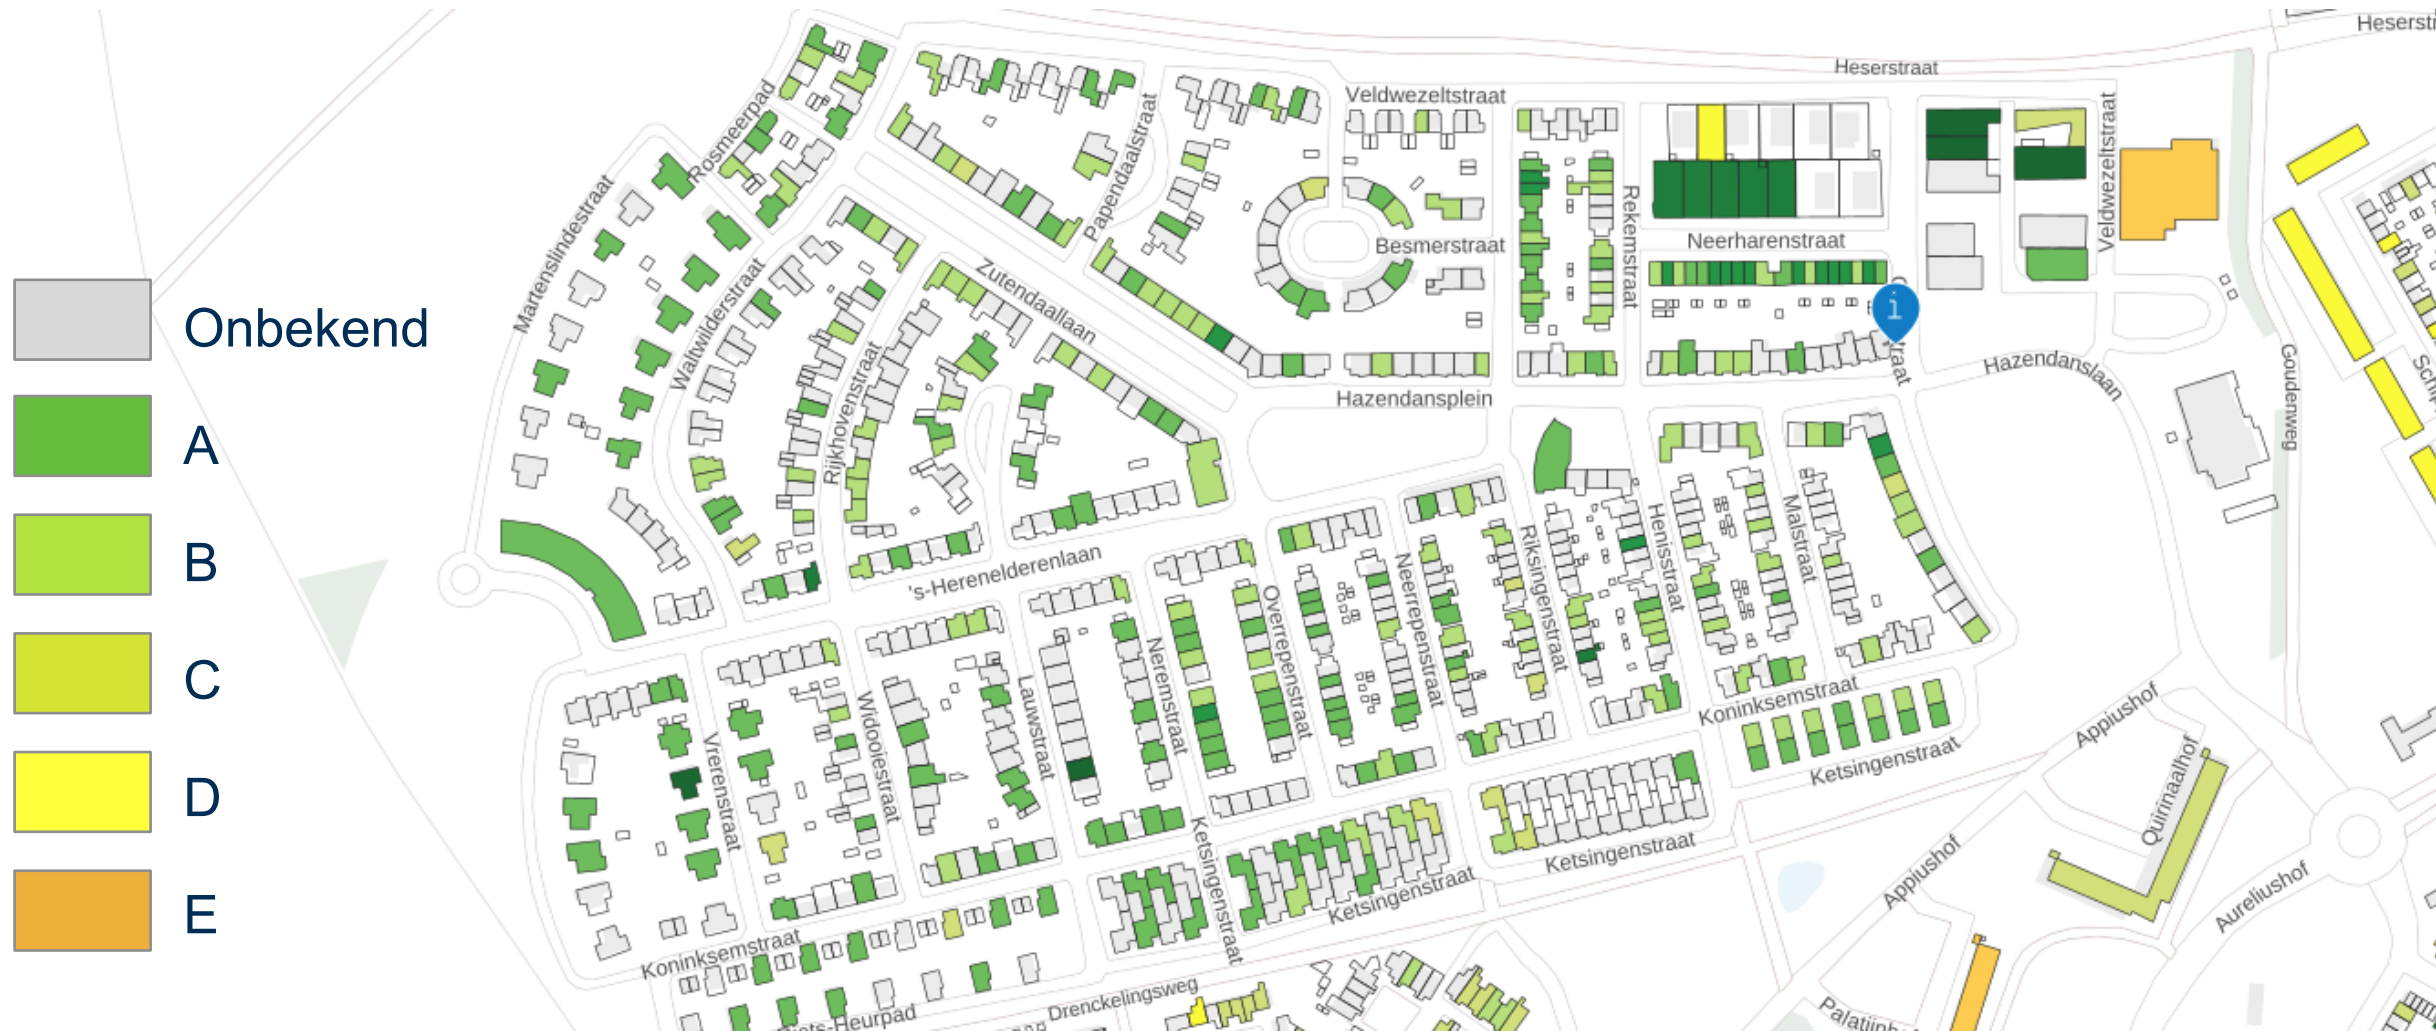 Onbekend
A
B
C
D
E
Heserstraat
Veldwezeltstraat
Veldwezeltstraat
Rosmeerpad
Papendaalstraat
Martenslindestraat
Rekemstraat
Besmerstraat
Neerharenstraat
Zutendaallaan
Waltwilderstraat
Rijkhovenstraat
i
raat
Hazendanslaan
Hazendansplein
Goudenweg
's-Herenelderenlaan
Overrepenstraat
Neerrepenstraat
Riksingenstraat
Henisstraat
Malstraat
Neremstraat
Lauwstraat
Widooiestraat
Vrerenstraat
Koninksemstraat
Ketsingenstraat
Ketsingenstraat
Ketsingenstraat
Ketsingenstraat
Koninksemstraat
Appiushof
Appiushof
Quirinaalhof
Aureliushof
Drenckelingsweg